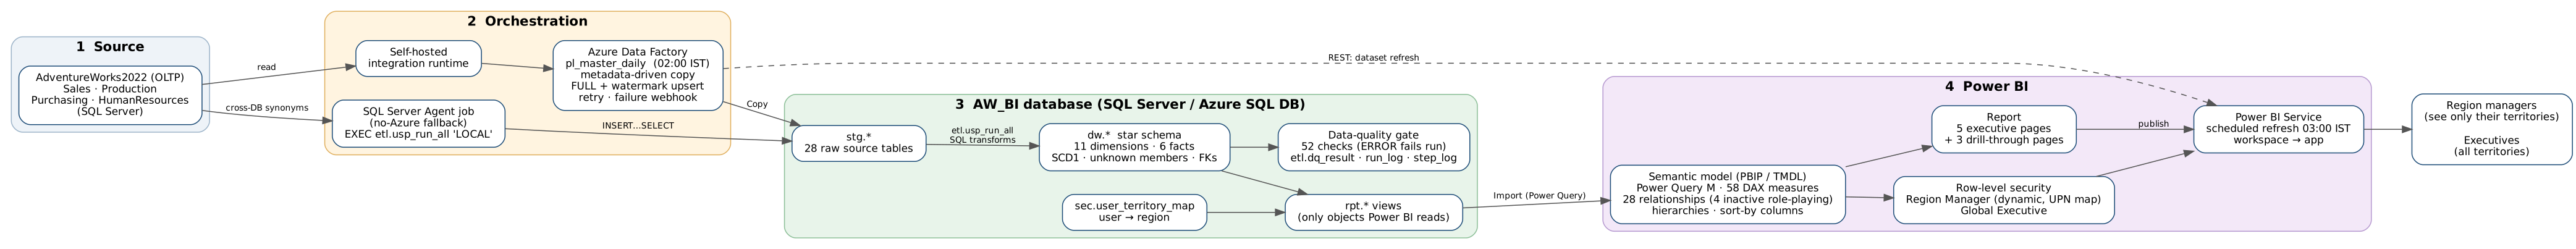 1  Source
AdventureWorks2022 (OLTP)
Sales · Production
Purchasing · HumanResources
(SQL Server)
read
cross-DB synonyms
2  Orchestration
Self-hosted
integration runtime
Azure Data Factory
pl_master_daily  (02:00 IST)
metadata-driven copy
FULL + watermark upsert
retry · failure webhook
SQL Server Agent job
(no-Azure fallback)
EXEC etl.usp_run_all 'LOCAL'
REST: dataset refresh
Copy
INSERT...SELECT
3  AW_BI database (SQL Server / Azure SQL DB)
stg.*
28 raw source tables
etl.usp_run_all
SQL transforms
dw.*  star schema
11 dimensions · 6 facts
SCD1 · unknown members · FKs
Data-quality gate
52 checks (ERROR fails run)
etl.dq_result · run_log · step_log
sec.user_territory_map
user → region
rpt.* views
(only objects Power BI reads)
Import (Power Query)
4  Power BI
Semantic model (PBIP / TMDL)
Power Query M · 58 DAX measures
28 relationships (4 inactive role-playing)
hierarchies · sort-by columns
Report
5 executive pages
+ 3 drill-through pages
Row-level security
Region Manager (dynamic, UPN map)
Global Executive
publish
Power BI Service
scheduled refresh 03:00 IST
workspace → app
Region managers
(see only their territories)
Executives
(all territories)